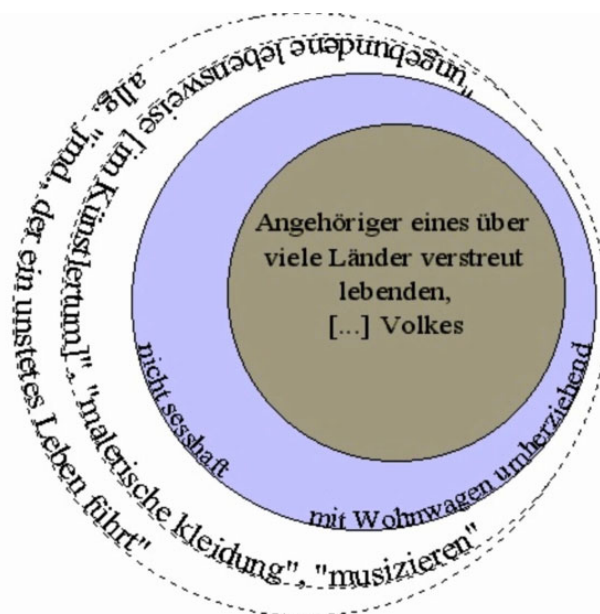 allg. "jmd., der ein unstetes Leben führt"
"ungebundene lebensweise [im Künstlertum]", "malerische kleidung", "musizieren"
Angehöriger eines über
viele Länder verstreut
lebenden,
[...] Volkes
nicht sesshaft
mit Wohnwagen umherziehend